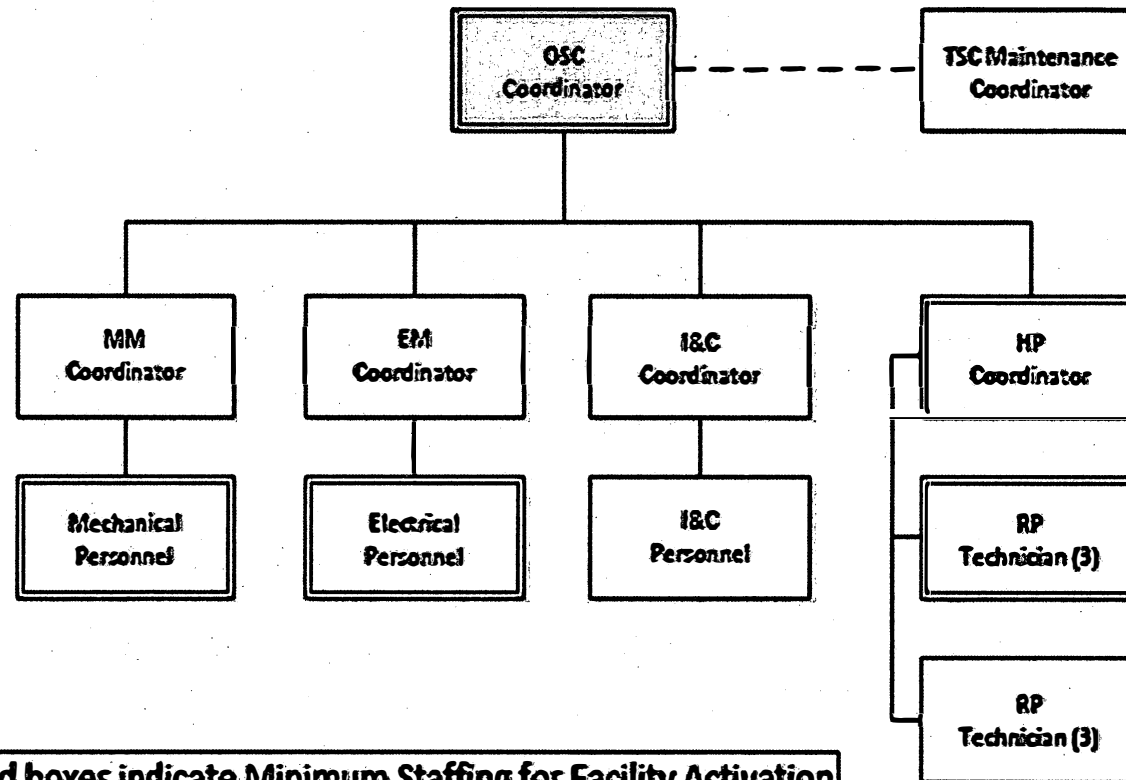 OSC
Coordinator
TSC Maintenance
Coordinator
MM
Coordinator
EM
Coordinator
I&C
Coordinator
HP
Coordinator
Mechanical
Personnel
Electrical
Personnel
I&C
Personnel
RP
Technician (3)
RP
Technician (3)
boxes indicate Minimum Staffing for Facility Activation